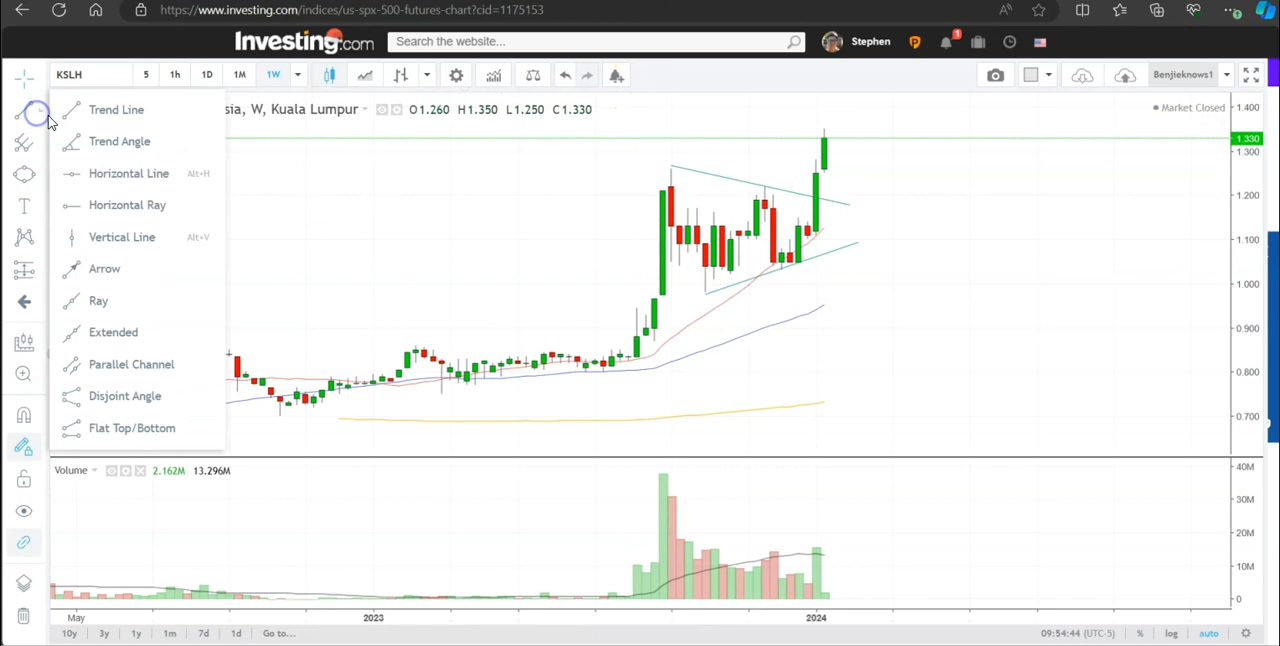 https://www.investing.com/indices/us-spx-500-futures-chart?cid=1175153
Investing.com
Search the website...
Stephen
1
KSLH 5 1h 1D 1M 1W
Benjieknows1
Trend Line
Trend Angle
Horizontal Line Alt+H
Horizontal Ray
Vertical Line Alt+V
Arrow
Ray
Extended
Parallel Channel
Disjoint Angle
Flat Top/Bottom
sia, W, Kuala Lumpur O1.260 H1.350 L1.250 C1.330
Market Closed
1.400
1.330
1.300
1.200
1.100
1.000
0.900
0.800
0.700
Volume 2.162M 13.296M
40M
30M
20M
10M
0
May 2023 2024
10y 3y 1y 1m 7d 1d Go to...
09:54:44 (UTC-5) % log auto